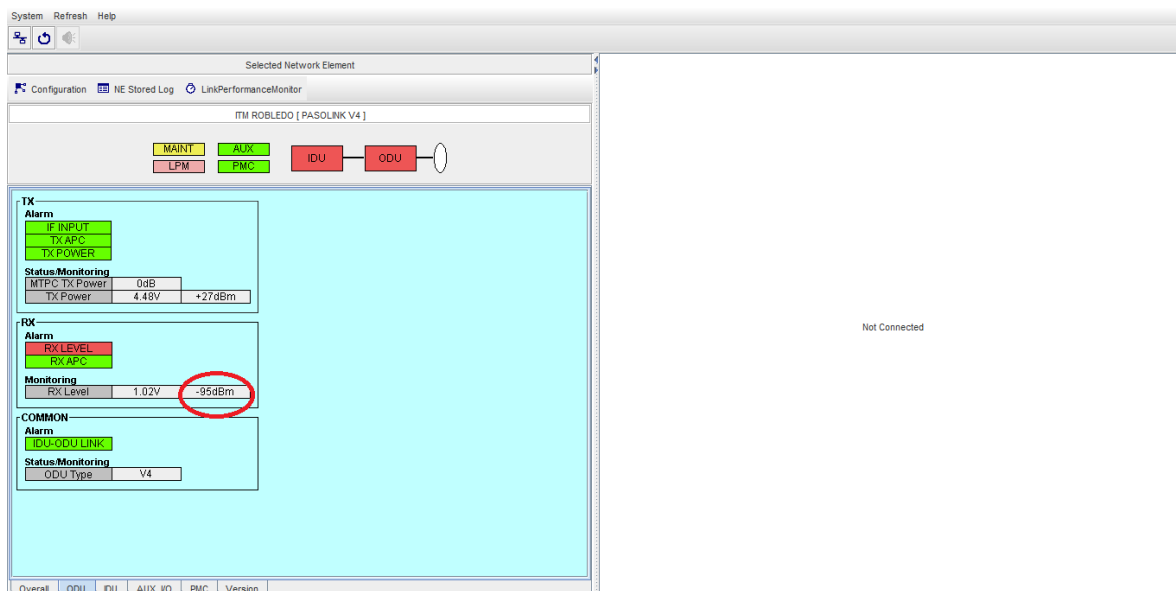 System Refresh Help
Selected Network Element
Configuration NE Stored Log LinkPerformanceMonitor
ITM ROBLEDO [ PASOLINK V4 ]
MAINT AUX
LPM PMC
IDU ODU
TX
Alarm
IF INPUT
TX APC
TX POWER
Status/Monitoring
MTPC TX Power 0dB
TX Power 4.48V +27dBm
RX
Alarm
RX LEVEL
RX APC
Monitoring
RX Level 1.02V -95dBm
COMMON
Alarm
IDU-ODU LINK
Status/Monitoring
ODU Type V4
Not Connected
Overall ODU IDU AUX I/O PMC Version